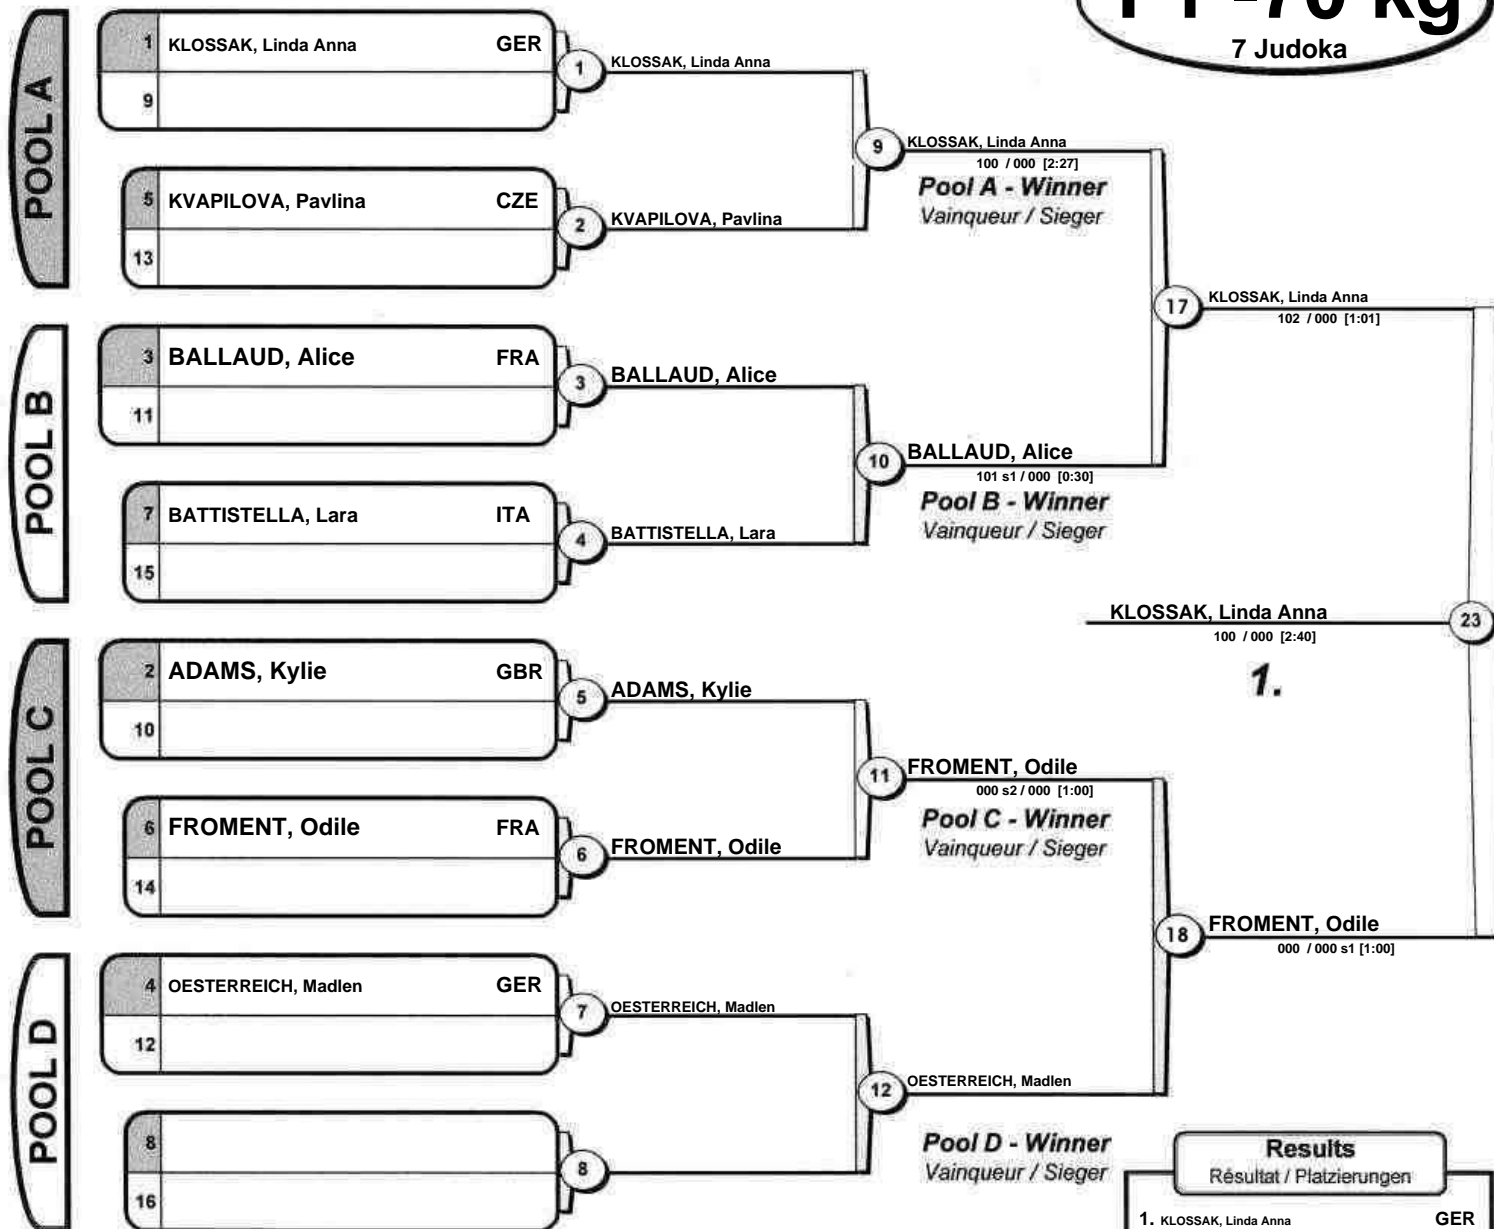 -70 kg
7 Judoka
POOL A
1 KLOSSAK, Linda Anna GER
9
5 KVAPILOVA, Pavlina CZE
13
1 KLOSSAK, Linda Anna
2 KVAPILOVA, Pavlina
9 KLOSSAK, Linda Anna
100 / 000 [2:27]
Pool A - Winner
Vainqueur / Sieger
POOL B
3 BALLAUD, Alice FRA
11
7 BATTISTELLA, Lara ITA
15
3 BALLAUD, Alice
4 BATTISTELLA, Lara
10 BALLAUD, Alice
101 s1 / 000 [0:30]
Pool B - Winner
Vainqueur / Sieger
17 KLOSSAK, Linda Anna
102 / 000 [1:01]
KLOSSAK, Linda Anna 23
100 / 000 [2:40]
1.
POOL C
2 ADAMS, Kylie GBR
10
6 FROMENT, Odile FRA
14
5 ADAMS, Kylie
6 FROMENT, Odile
11 FROMENT, Odile
000 s2 / 000 [1:00]
Pool C - Winner
Vainqueur / Sieger
18 FROMENT, Odile
000 / 000 s1 [1:00]
POOL D
4 OESTERREICH, Madlen GER
12
8
16
7 OESTERREICH, Madlen
8
12 OESTERREICH, Madlen
Pool D - Winner
Vainqueur / Sieger
Results
Résultat / Platzierungen
1. KLOSSAK, Linda Anna GER